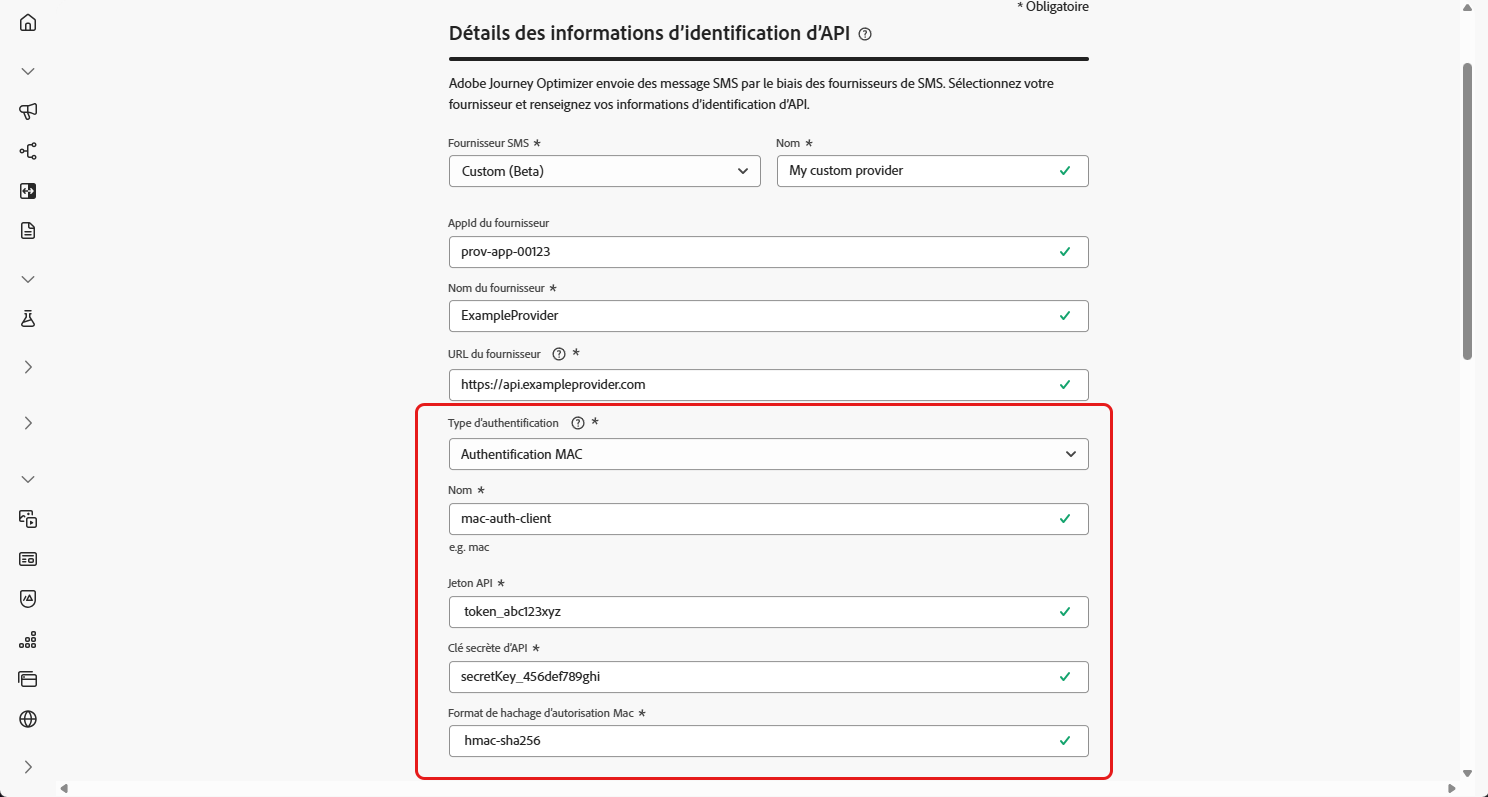 * Obligatoire
Détails des informations d’identification d’API
Adobe Journey Optimizer envoie des message SMS par le biais des fournisseurs de SMS. Sélectionnez votre
fournisseur et renseignez vos informations d’identification d’API.
Fournisseur SMS * Nom *
Custom (Beta) My custom provider
AppId du fournisseur
prov-app-00123
Nom du fournisseur *
ExampleProvider
URL du fournisseur *
https://api.exampleprovider.com
Type d’authentification *
Authentification MAC
Nom *
mac-auth-client
e.g. mac
Jeton API *
token_abc123xyz
Clé secrète d’API *
secretKey_456def789ghi
Format de hachage d’autorisation Mac *
hmac-sha256